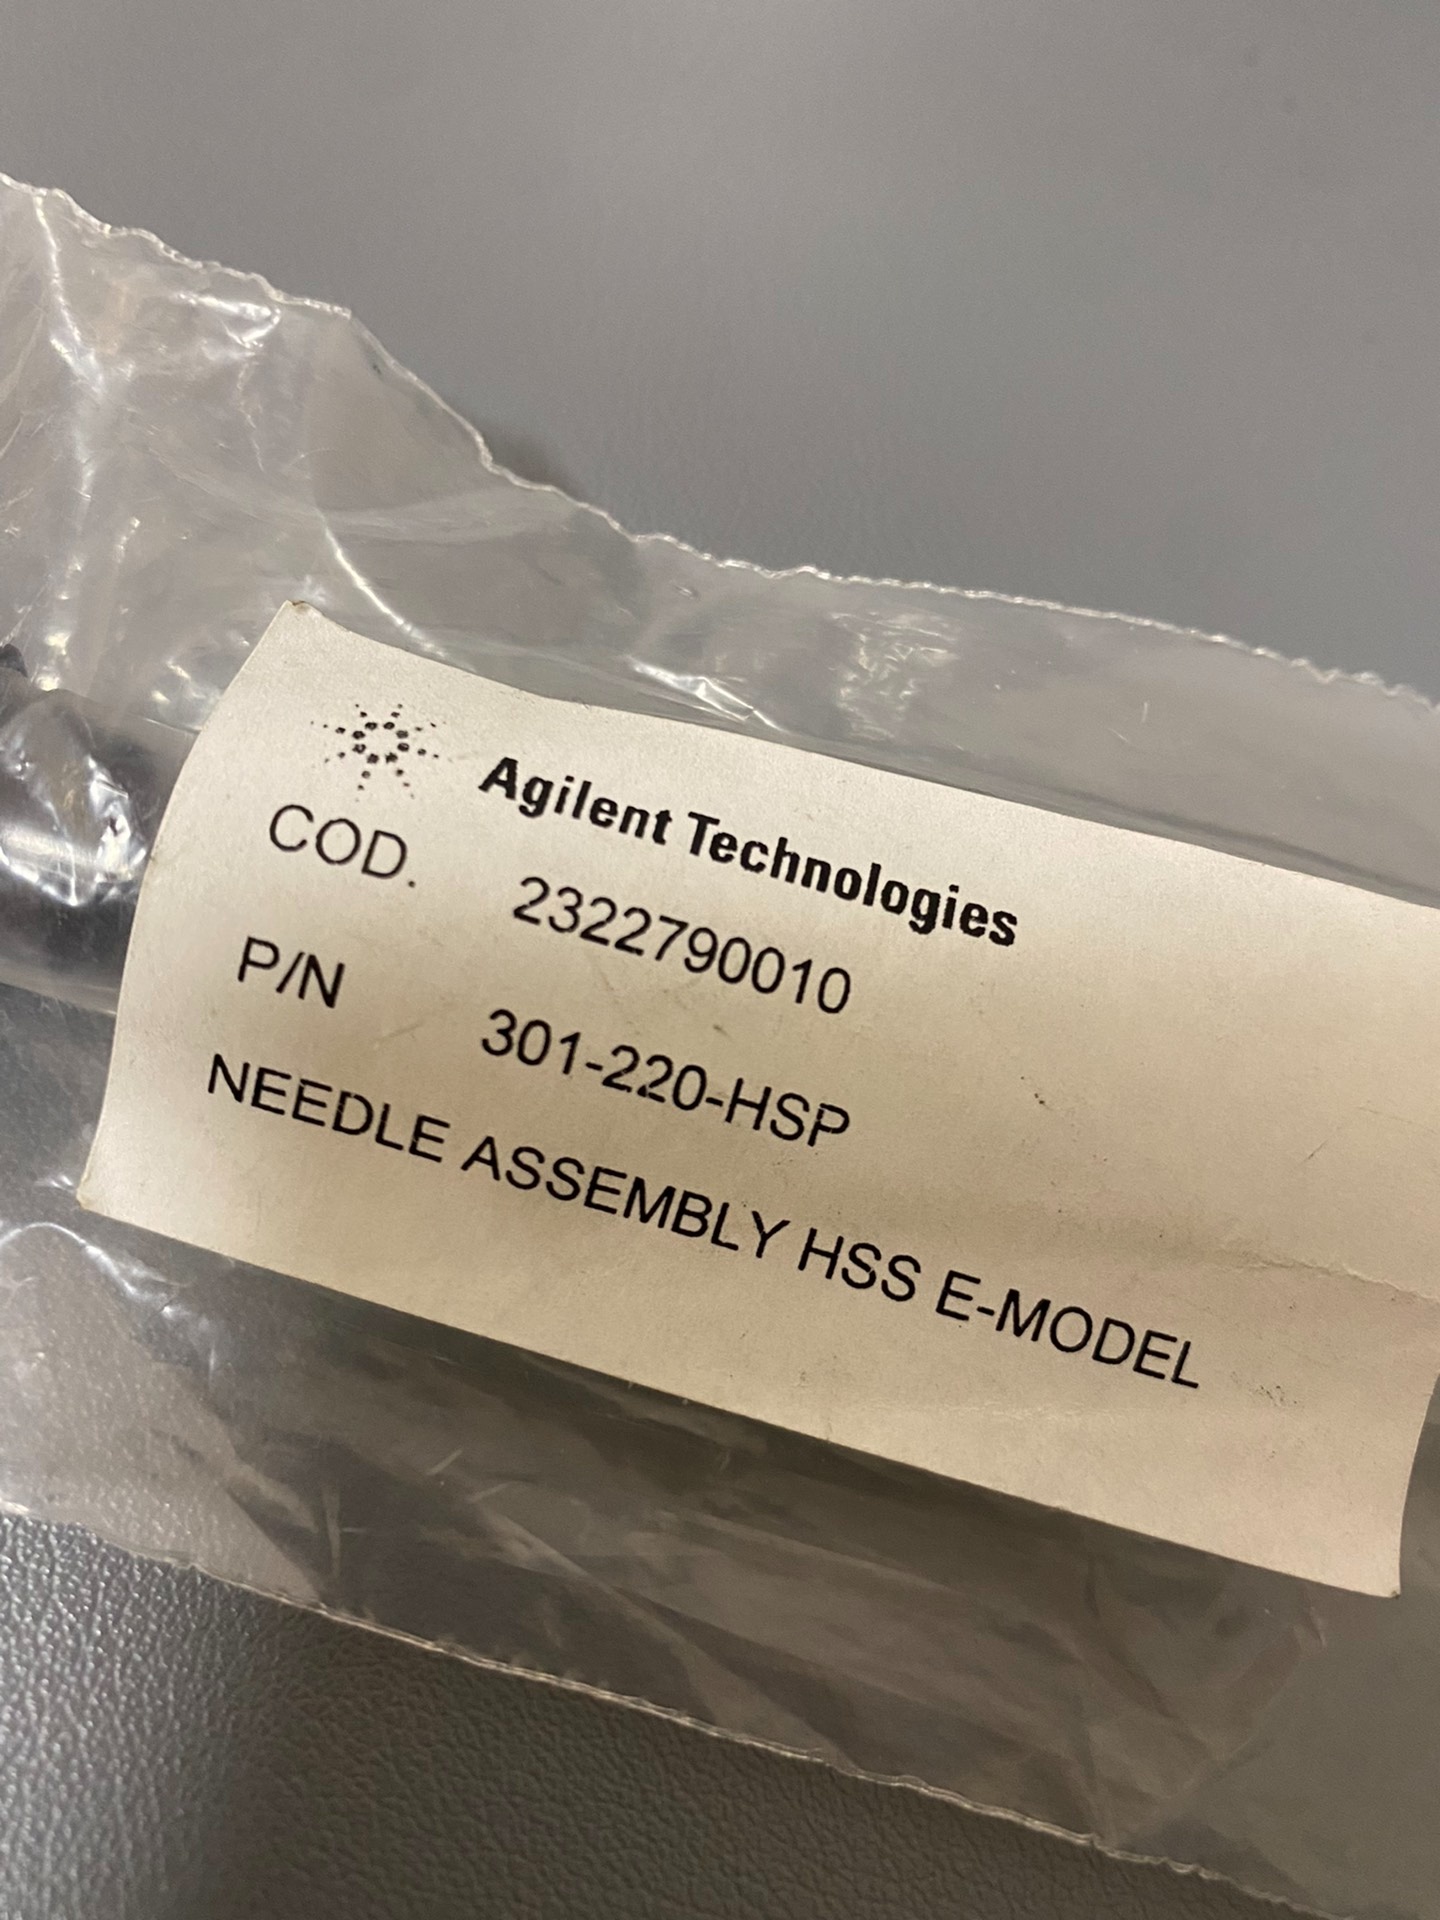 Agilent Technologies
COD. 2322790010
P/N 301-220-HSP
NEEDLE ASSEMBLY HSS E-MODEL